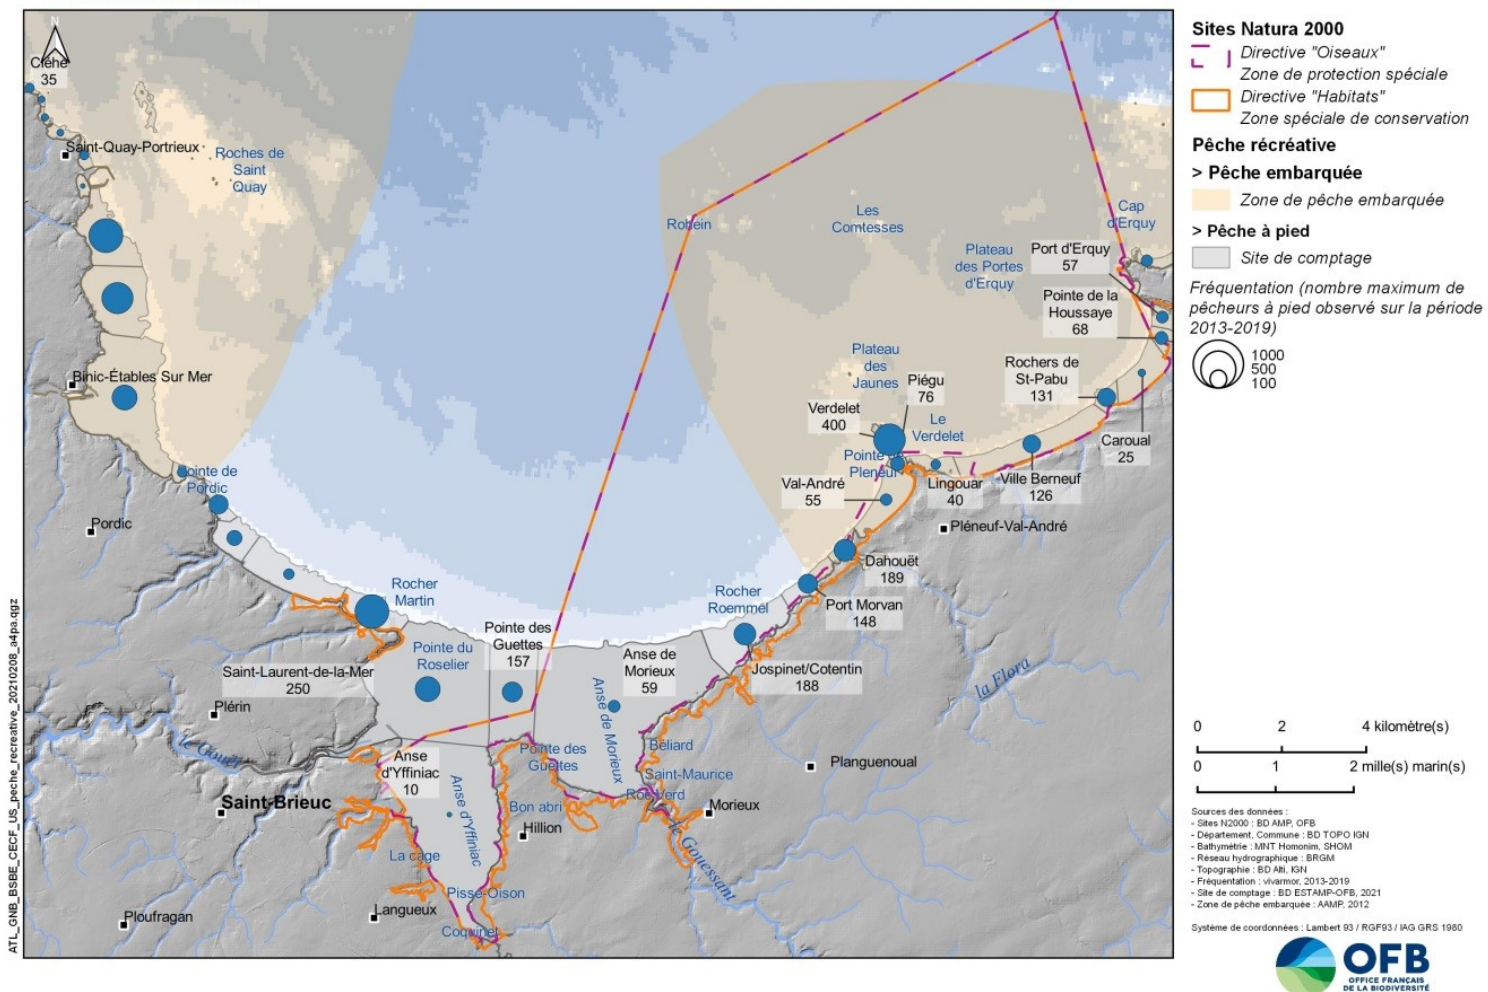 N
Cléhé
35
Saint-Quay-Portrieux
Roches de
Saint
Quay
Binic-Étables Sur Mer
Pointe de
Pordic
Pordic
Rohein
Les
Comtesses
Cap
d'Erquy
Plateau
des Portes
d'Erquy
Port d'Erquy
57
Pointe de la
Houssaye
68
Plateau
des
Jaunes
Piégu
76
Rochers de
St-Pabu
131
Verdelet
400
Le
Verdelet
Pointe de
Pleneuf
Caroual
25
Val-André
55
Lingouar
40
Ville Berneuf
126
Pléneuf-Val-André
Dahouët
189
Port Morvan
148
Rocher
Martin
Rocher
Roemmel
Pointe des
Guettes
157
Pointe du
Roselier
Anse de
Morieux
59
Jospinet/Cotentin
188
Saint-Laurent-de-la-Mer
250
Anse de Morieux
la Flora
Plérin
le Gouët
Anse
d'Yffiniac
10
Pointe des
Guettes
Béliard
Saint-Maurice
Planguenoual
Roc Verd
Morieux
Saint-Brieuc
Anse d'Yffiniac
Bon abri
Hillion
le Gouessant
La cage
Pisse-Oison
Langueux
Coquinet
Ploufragan
ATL_GNB_BSBE_CECF_US_peche_recreative_20210208_a4pa.qgz
Sites Natura 2000
Directive "Oiseaux"
Zone de protection spéciale
Directive "Habitats"
Zone spéciale de conservation
Pêche récréative
> Pêche embarquée
Zone de pêche embarquée
> Pêche à pied
Site de comptage
Fréquentation (nombre maximum de
pêcheurs à pied observé sur la période
2013-2019)
1000
500
100
0 2 4 kilomètre(s)
0 1 2 mille(s) marin(s)
Sources des données :
- Sites N2000 : BD AMP, OFB
- Département, Commune : BD TOPO IGN
- Bathymétrie : MNT Homonim, SHOM
- Réseau hydrographique : BRGM
- Topographie : BD Alti, IGN
- Fréquentation : vivarmor, 2013-2019
- Site de comptage : BD ESTAMP-OFB, 2021
- Zone de pêche embarquée : AAMP, 2012
Système de coordonnées : Lambert 93 / RGF93 / IAG GRS 1980
OFB
OFFICE FRANÇAIS
DE LA BIODIVERSITÉ